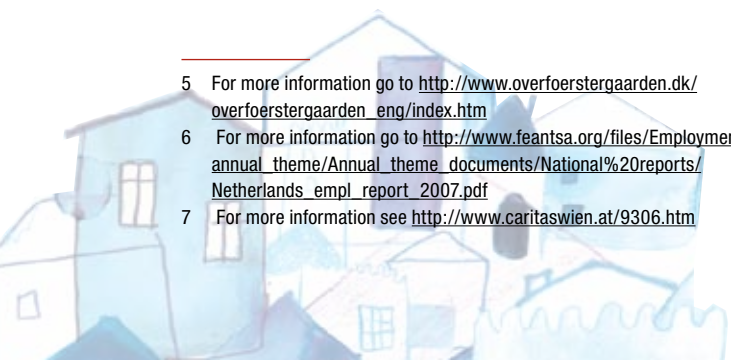 5 For more information go to http://www.overfoerstergaarden.dk/
overfoerstergaarden_eng/index.htm
6 For more information go to http://www.feantsa.org/files/Employmen
annual_theme/Annual_theme_documents/National%20reports/
Netherlands_empl_report_2007.pdf
7 For more information see http://www.caritaswien.at/9306.htm